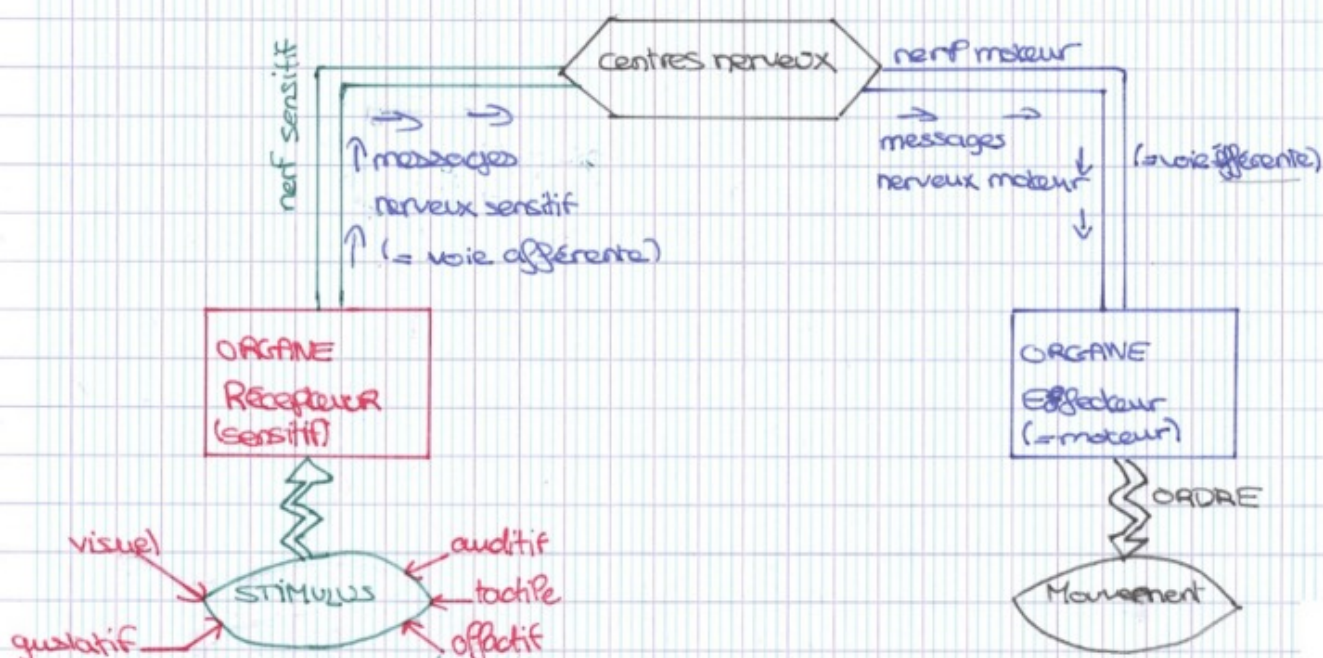 centres nerveux
nerf sensitif
nerf moteur
messages
nerveux sensitif
(= voie afférente)
messages
nerveux moteur
(=voie éfférente)
ORGANE
Récepteur
(sensitif)
ORGANE
Effecteur
(=moteur)
ORDRE
visuel
auditif
STIMULUS
tactile
gustatif
olfactif
Mouvement